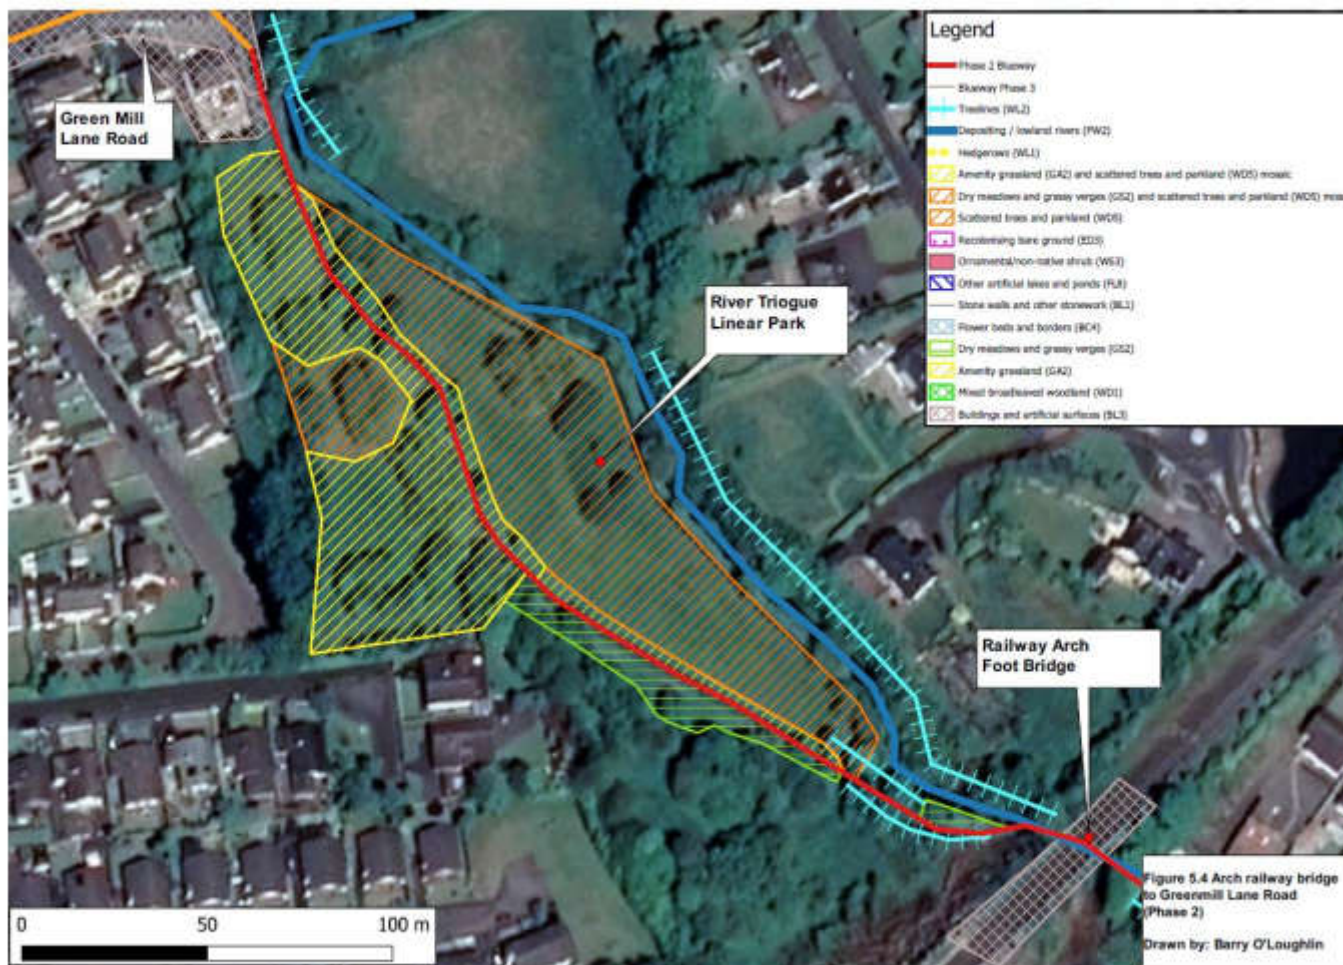 Legend
Phase 2 Blueway
Blueway Phase 3
Treelines (WL2)
Depositing / lowland rivers (FW2)
Hedgerows (WL1)
Amenity grassland (GA2) and scattered trees and parkland (WD5) mosaic
Dry meadows and grassy verges (GS2) and scattered trees and parkland (WD5) mos
Scattered trees and parkland (WD5)
Recolonising bare ground (ED3)
Ornamental/non-native shrub (WS3)
Other artificial lakes and ponds (FL8)
Stone walls and other stonework (BL1)
Flower beds and borders (BC4)
Dry meadows and grassy verges (GS2)
Amenity grassland (GA2)
Mixed broadleaved woodland (WD1)
Buildings and artificial surfaces (BL3)
Green Mill
Lane Road
River Triogue
Linear Park
Railway Arch
Foot Bridge
0 50 100 m
Figure 5.4 Arch railway bridge
to Greenmill Lane Road
(Phase 2)
Drawn by: Barry O'Loughlin